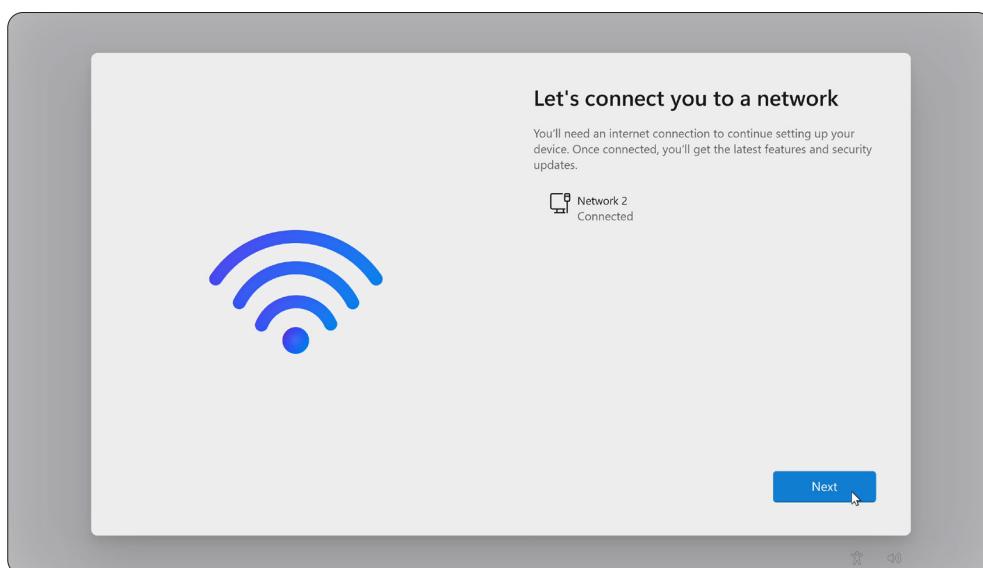 Let's connect you to a network
You'll need an internet connection to continue setting up your
device. Once connected, you'll get the latest features and security
updates.
Network 2
Connected
Next